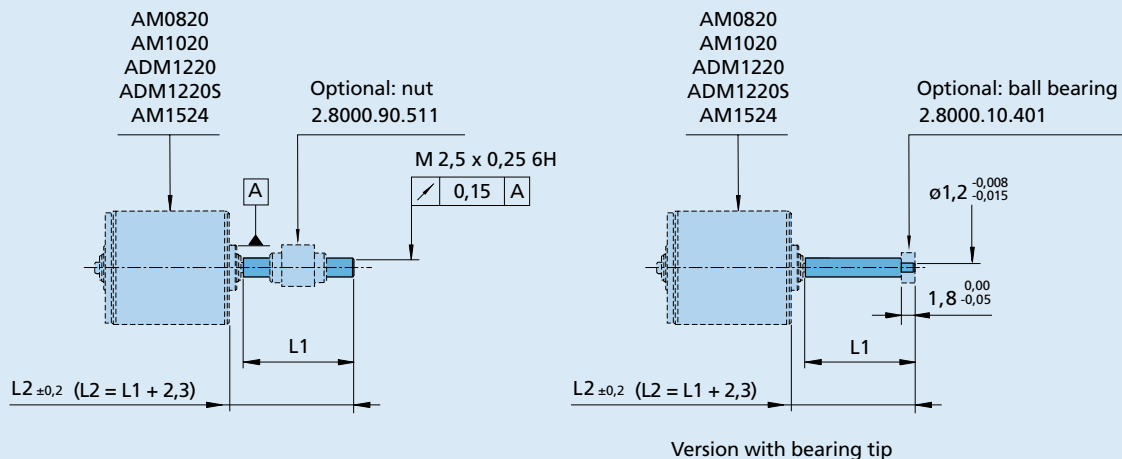 AM0820
AM1020
ADM1220
ADM1220S
AM1524
Optional: nut
2.8000.90.511
M 2,5 x 0,25 6H
0,15 A
A
L1
L2 ±0,2 (L2 = L1 + 2,3)
AM0820
AM1020
ADM1220
ADM1220S
AM1524
Optional: ball bearing
2.8000.10.401
ø1,2 -0,008
-0,015
1,8 0,00
-0,05
L1
L2 ±0,2 (L2 = L1 + 2,3)
Version with bearing tip